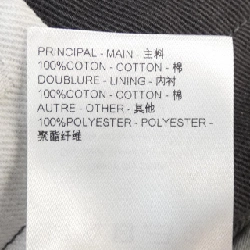 PRINCIPAL - MAIN - 主料
100%COTON - COTTON - 棉
DOUBLURE - LINING - 内衬
100%COTON - COTTON - 棉
AUTRE - OTHER - 其他
100%POLYESTER - POLYESTER -
聚酯纤维